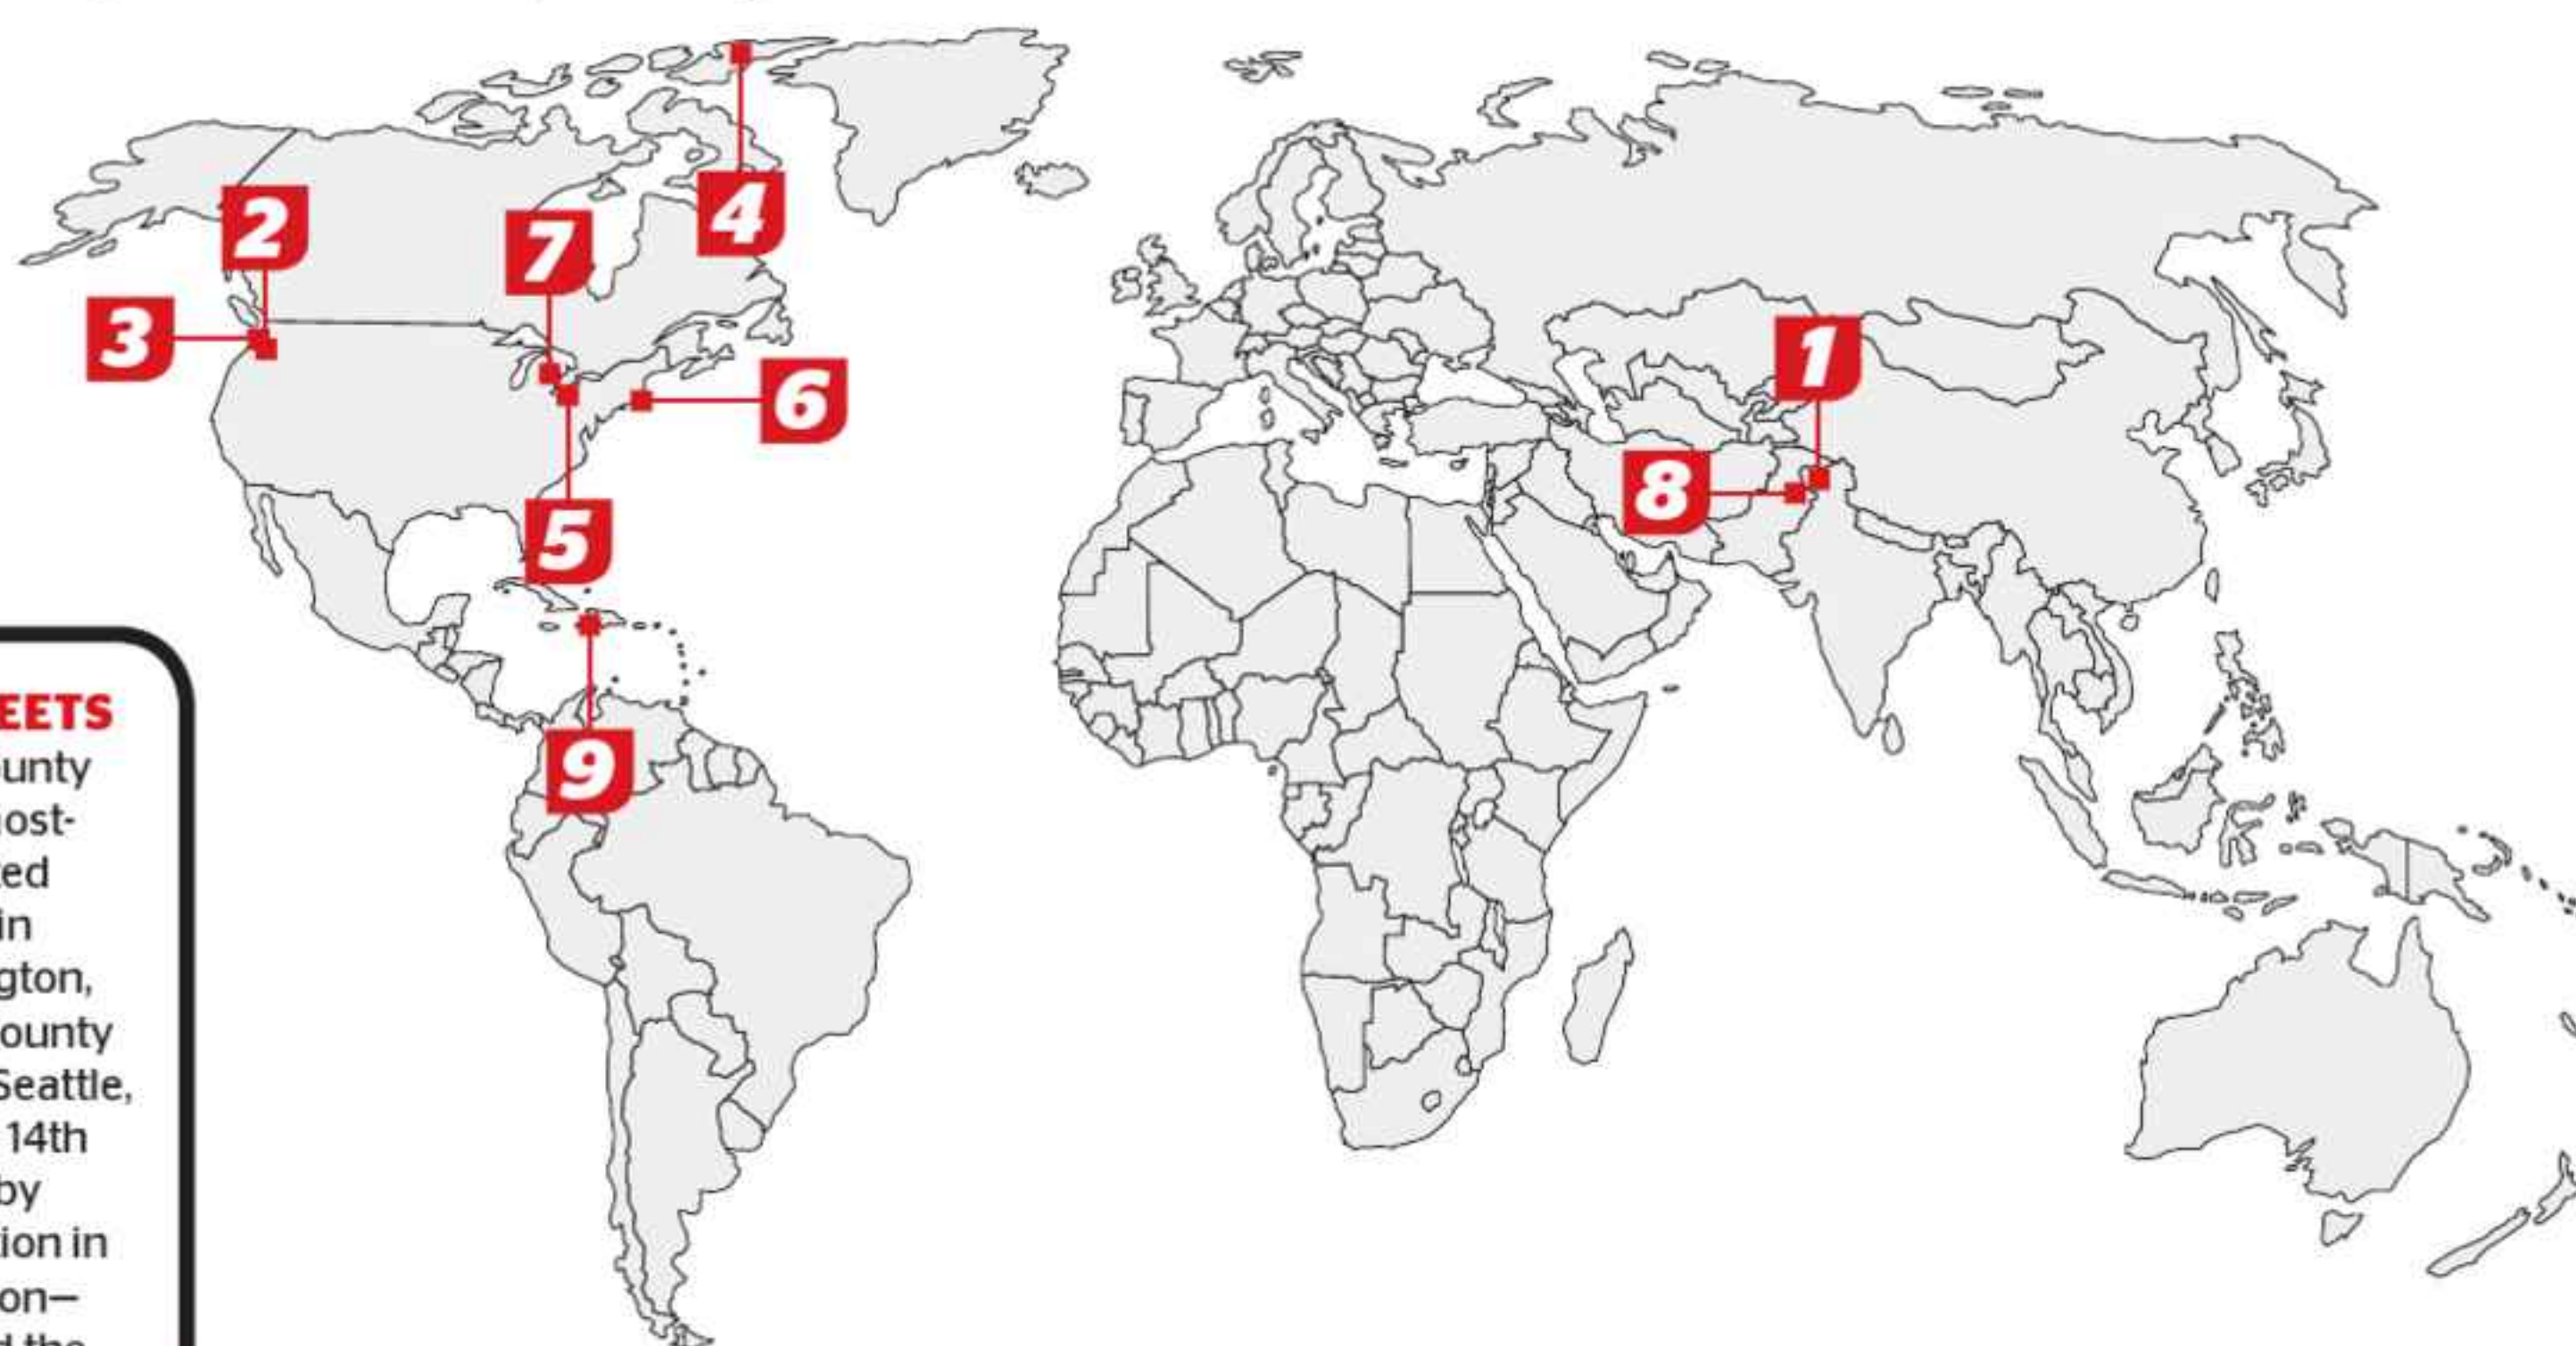 4
2
7
3
1
6
8
5
EETS
unty
9
ost-
ed
in
gton,
ounty
Seattle,
14th
by
ion in
on—
d the